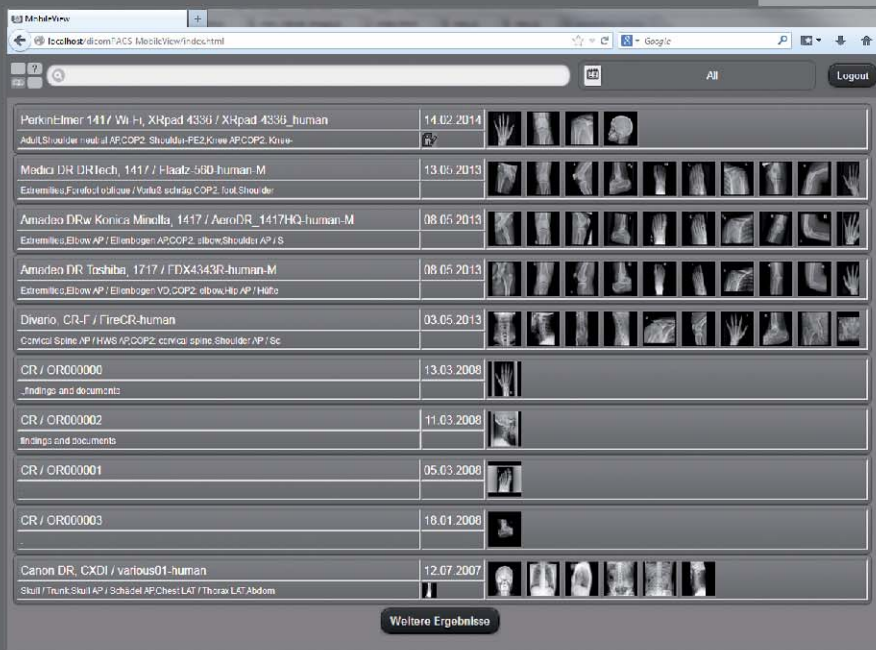 MobileView
localhost/dicomPACS-MobileView/index.html
Google
?
All
Logout
PerkinElmer 1417 Wi-Fi, XRpad 4336 / XRpad-4336_human 14.02.2014
Adult,Shoulder neutral AP,COP2: Shoulder-PE2,Knee AP,COP2: Knee-
Medici DR DRTech, 1417 / Flaatz-560-human-M 13.05.2013
Extremities,Forefoot oblique / Vorfuß schräg,COP2: foot,Shoulder
Amadeo DRw Konica Minolta, 1417 / AeroDR_1417HQ-human-M 08.05.2013
Extremities,Elbow AP / Ellenbogen AP,COP2: elbow,Shoulder AP / S
Amadeo DR Toshiba, 1717 / FDX4343R-human-M 08.05.2013
Extremities,Elbow AP / Ellenbogen VD,COP2: elbow,Hip AP / Hüfte
Divario, CR-F / FireCR-human 03.05.2013
Cervical Spine AP / HWS AP,COP2: cervical spine,Shoulder AP / Sc
CR / OR000000 13.03.2008
_findings and documents
CR / OR000002 11.03.2008
findings and documents
CR / OR000001 05.03.2008
CR / OR000003 18.01.2008
Canon DR, CXDI / various01-human 12.07.2007
Skull / Trunk,Skull AP / Schädel AP,Chest LAT / Thorax LAT,Abdom
Weitere Ergebnisse